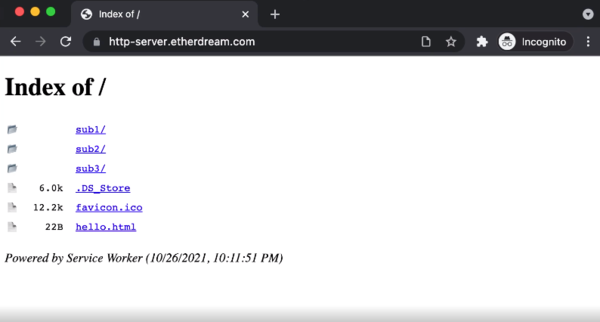 Index of /
http-server.etherdream.com
Incognito
Index of /
sub1/
sub2/
sub3/
6.0k .DS_Store
12.2k favicon.ico
22B hello.html
Powered by Service Worker (10/26/2021, 10:11:51 PM)